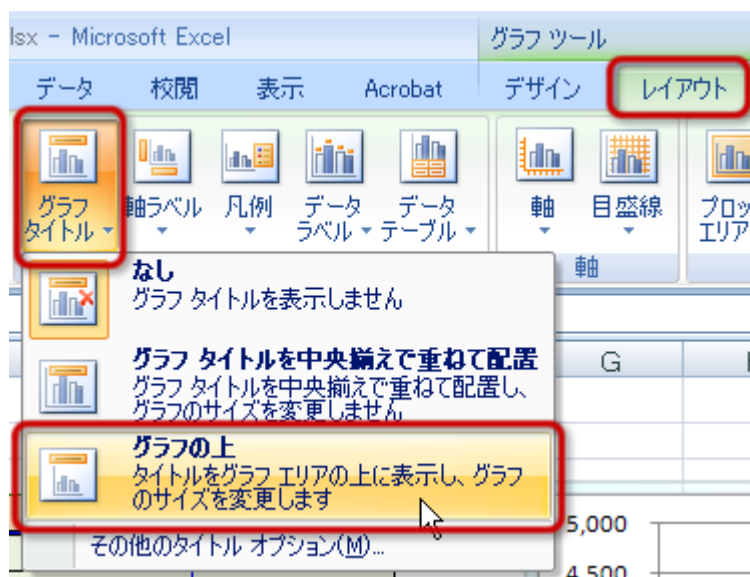 lsx - Microsoft Excel
グラフ ツール
データ 校閲 表示 Acrobat デザイン レイアウト
グラフ タイトル
軸ラベル
凡例
データ ラベル
データ テーブル
軸
目盛線
プロッ エリア
軸
なし
グラフ タイトルを表示しません
グラフ タイトルを中央揃えで重ねて配置
グラフ タイトルを中央揃えで重ねて配置し、
グラフのサイズを変更しません
G
グラフの上
タイトルをグラフ エリアの上に表示し、グラフ
のサイズを変更します
その他のタイトル オプション(M)...
5,000
4,500